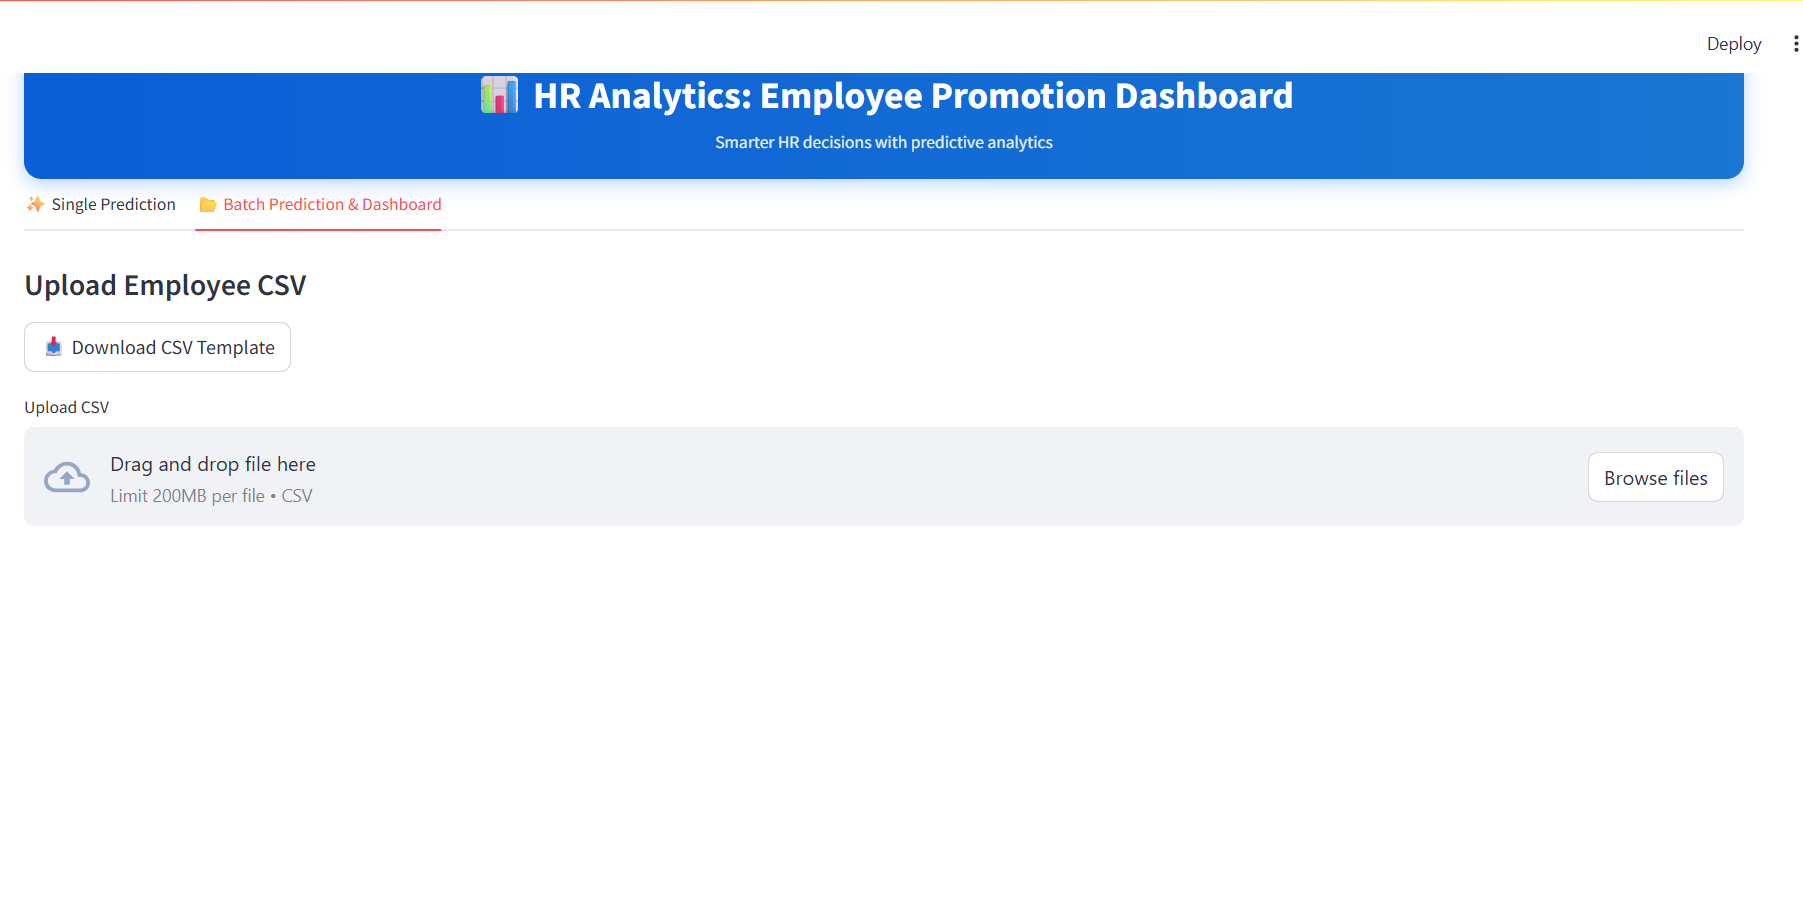 Deploy
HR Analytics: Employee Promotion Dashboard
Smarter HR decisions with predictive analytics
Single Prediction
Batch Prediction & Dashboard
Upload Employee CSV
Download CSV Template
Upload CSV
Drag and drop file here
Limit 200MB per file • CSV
Browse files